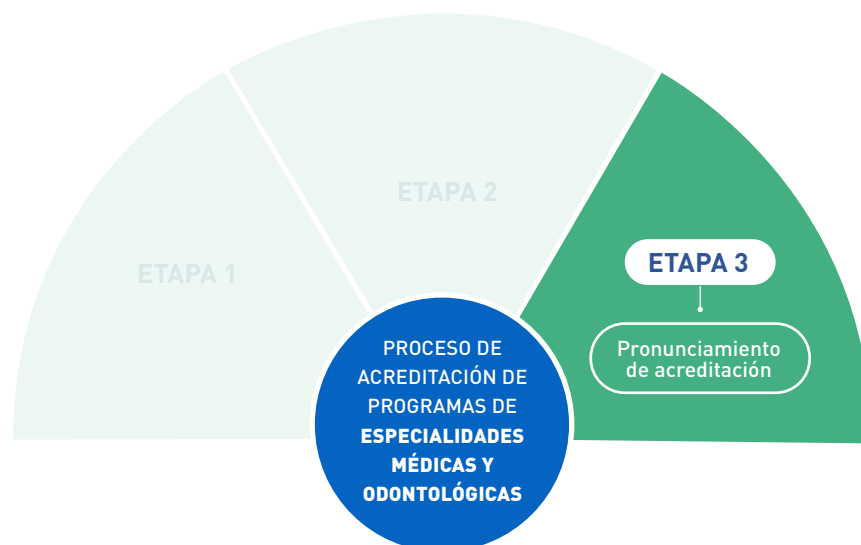 ETAPA 1
ETAPA 2
ETAPA 3
Pronunciamiento
de acreditación
PROCESO DE
ACREDITACIÓN DE
PROGRAMAS DE
ESPECIALIDADES
MÉDICAS Y
ODONTOLÓGICAS